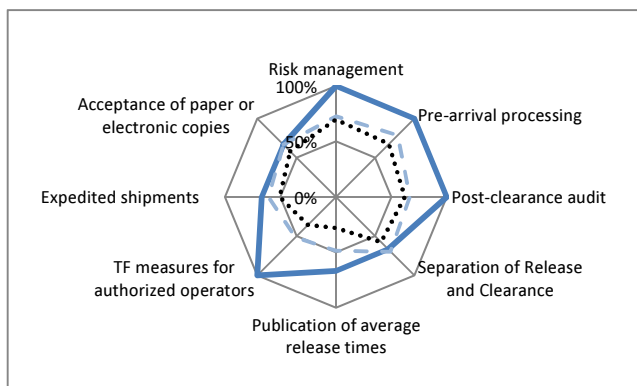 Risk management
100%
Acceptance of paper or
electronic copies
Pre-arrival processing
50%
Expedited shipments
0%
Post-clearance audit
TF measures for
authorized operators
Separation of Release
and Clearance
Publication of average
release times